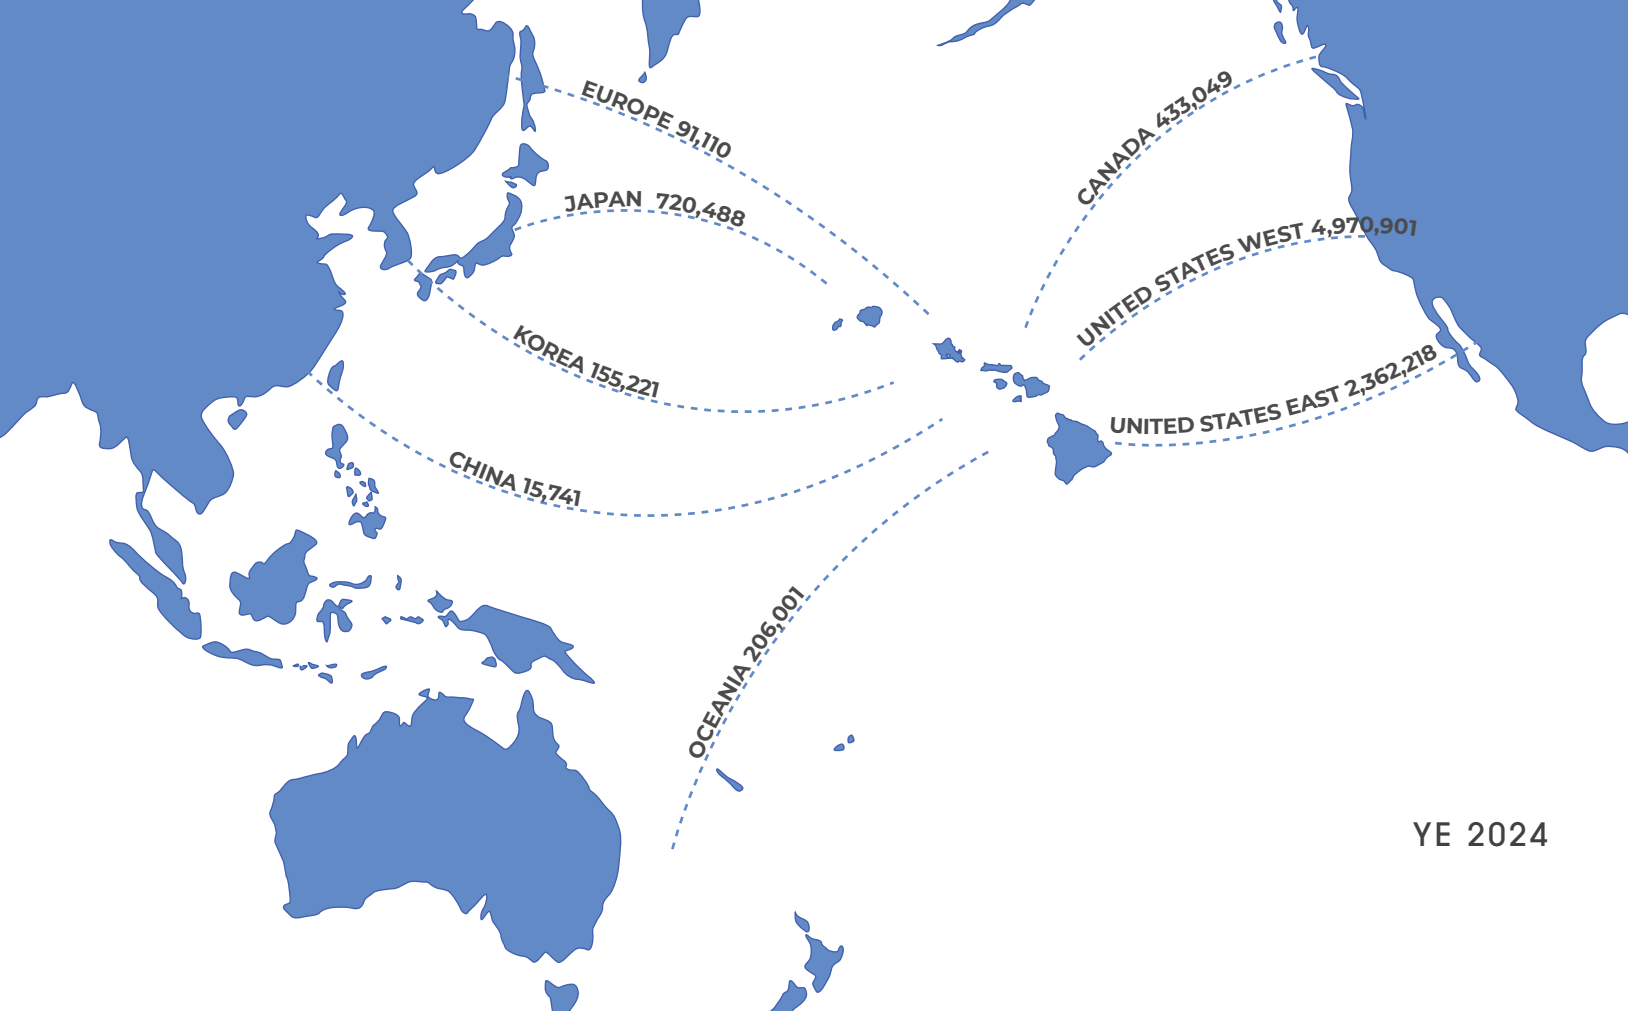 EUROPE 91,110
CANADA 433,049
JAPAN 720,488
UNITED STATES WEST 4,970,901
KOREA 155,221
UNITED STATES EAST 2,362,218
CHINA 15,741
OCEANIA 206,001
YE 2024